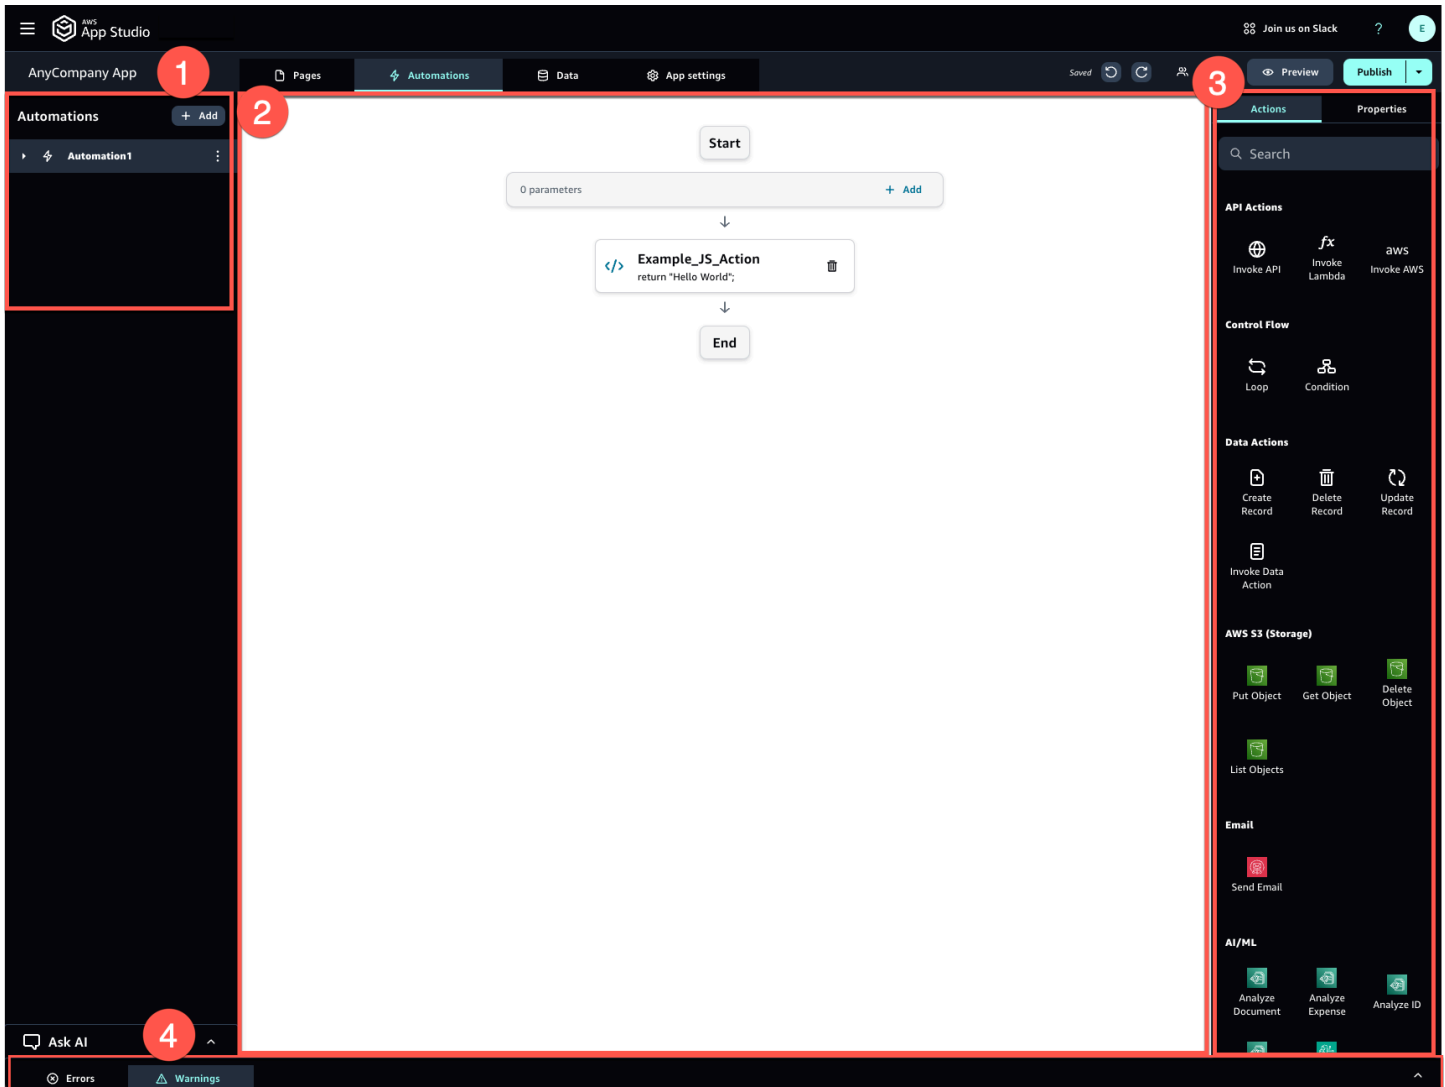 AWS
App Studio
Join us on Slack
?
E
AnyCompany App
1
Pages
Automations
Data
App settings
Saved
3
Preview
Publish
Automations
+ Add
2
Actions
Properties
Automation1
Search
Start
0 parameters
+ Add
Example_JS_Action
return "Hello World";
End
API Actions
Invoke API
fx
Invoke
Lambda
aws
Invoke AWS
Control Flow
Loop
Condition
Data Actions
Create
Record
Delete
Record
Update
Record
Invoke Data
Action
AWS S3 (Storage)
Put Object
Get Object
Delete
Object
List Objects
Email
Send Email
AI/ML
Analyze
Document
Analyze
Expense
Analyze ID
Ask AI
4
Errors
Warnings